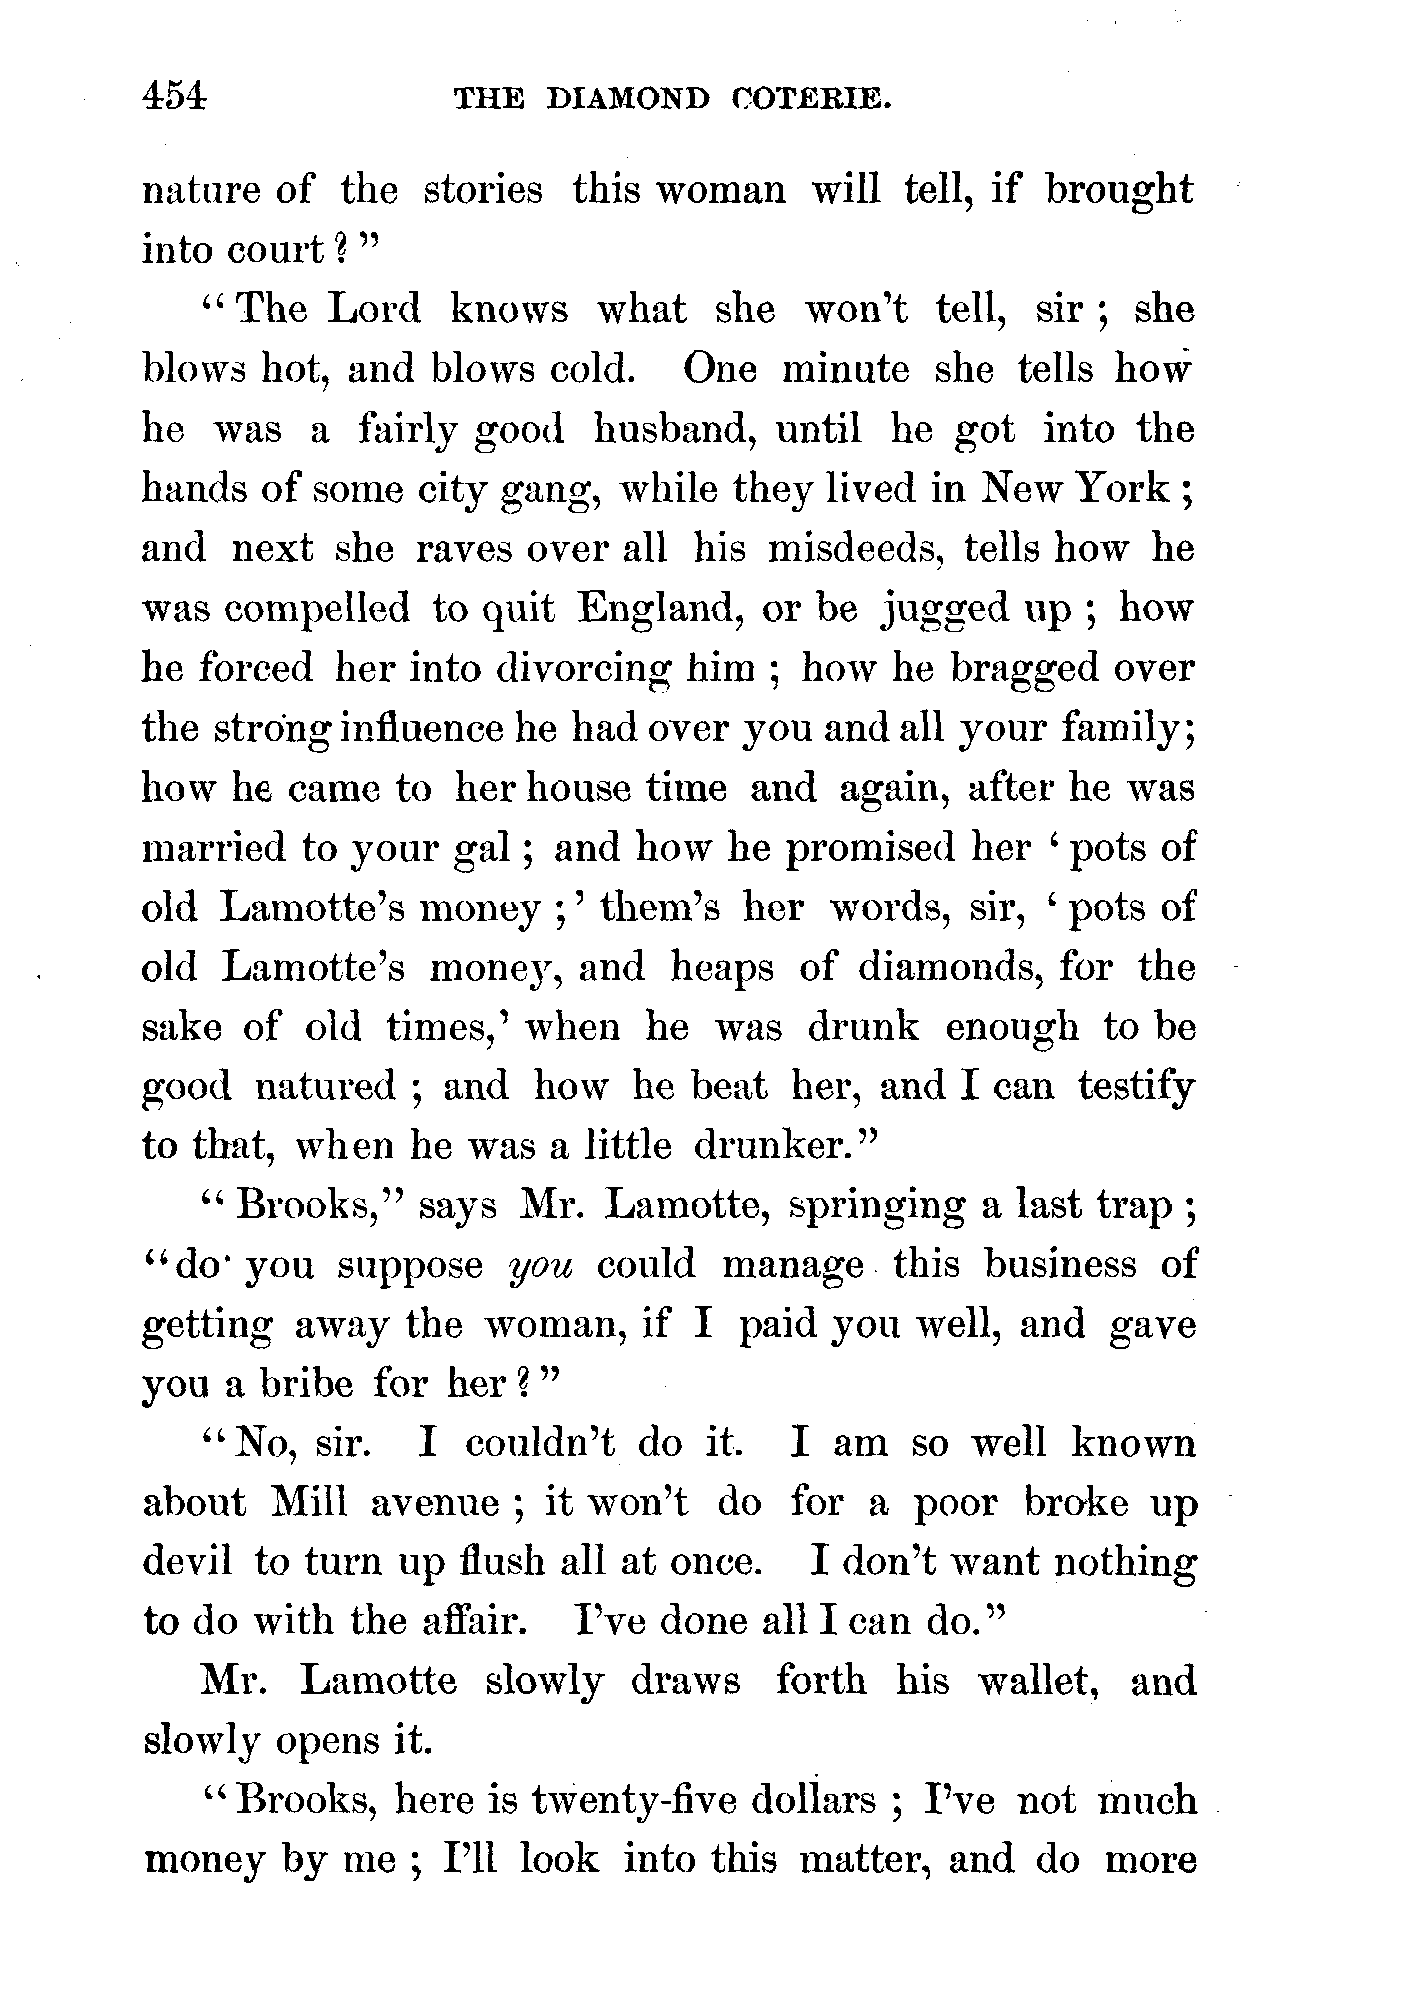 454 THE DIAMOND COTERIE.
nature of the stories this woman will tell, if brought
into court ? "
" The Lord knows what she won't tell, sir ; she
blows hot, and blows cold. One minute she tells how
he was a fairly good husband, until he got into the
hands of some city gang, while they lived in New York ;
and next she raves over all his misdeeds, tells how he
was compelled to quit England, or be jugged up ; how
he forced her into divorcing him ; how he bragged over
the strong influence he had over you and all your family;
how he came to her house time and again, after he was
married to your gal ; and how he promised her ' pots of
old Lamotte's money ;' them's her words, sir, ' pots of
old Lamotte's money, and heaps of diamonds, for the
sake of old times,' when he was drunk enough to be
good natured ; and how he beat her, and I can testify
to that, when he was a little drunker."
" Brooks," says Mr. Lamotte, springing a last trap ;
"do you suppose you could manage this business of
getting away the woman, if I paid you well, and gave
you a bribe for her ? "
" No, sir. I couldn't do it. I am so well known
about Mill avenue ; it won't do for a poor broke up
devil to turn up flush all at once. I don't want nothing
to do with the affair. I've done all I can do."
Mr. Lamotte slowly draws forth his wallet, and
slowly opens it.
" Brooks, here is twenty-five dollars ; I've not much
money by me ; I'll look into this matter, and do more